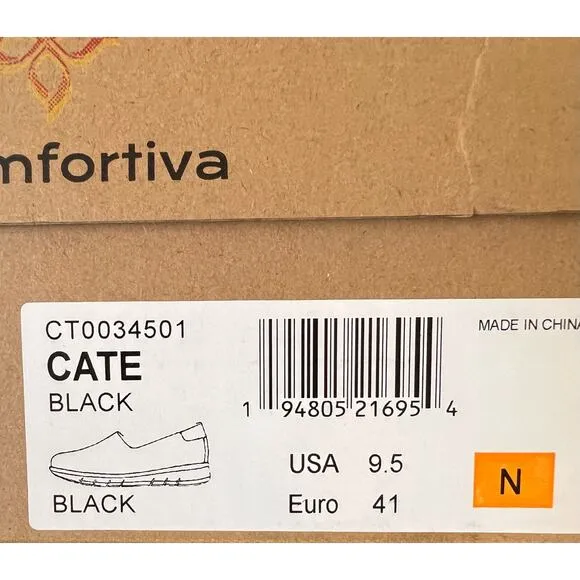 mfortiva
CT0034501
CATE
BLACK
1 94805 21695 4
MADE IN CHINA
USA 9.5
Euro 41
BLACK
N